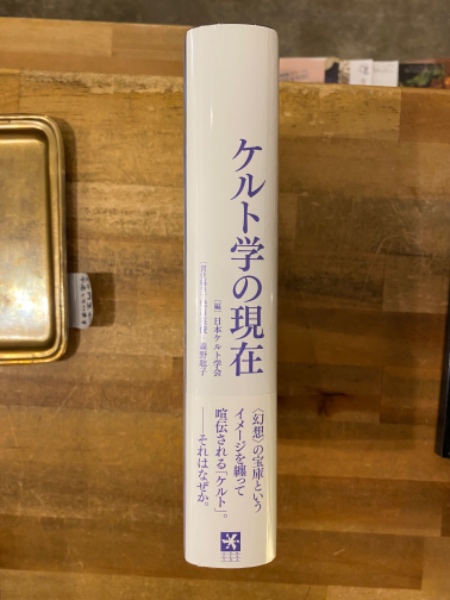 ケルト学の現在
[編] 日本ケルト学会
〈幻想〉の宝庫という
イメージを纏って
喧伝される「ケルト」。
──それはなぜか。